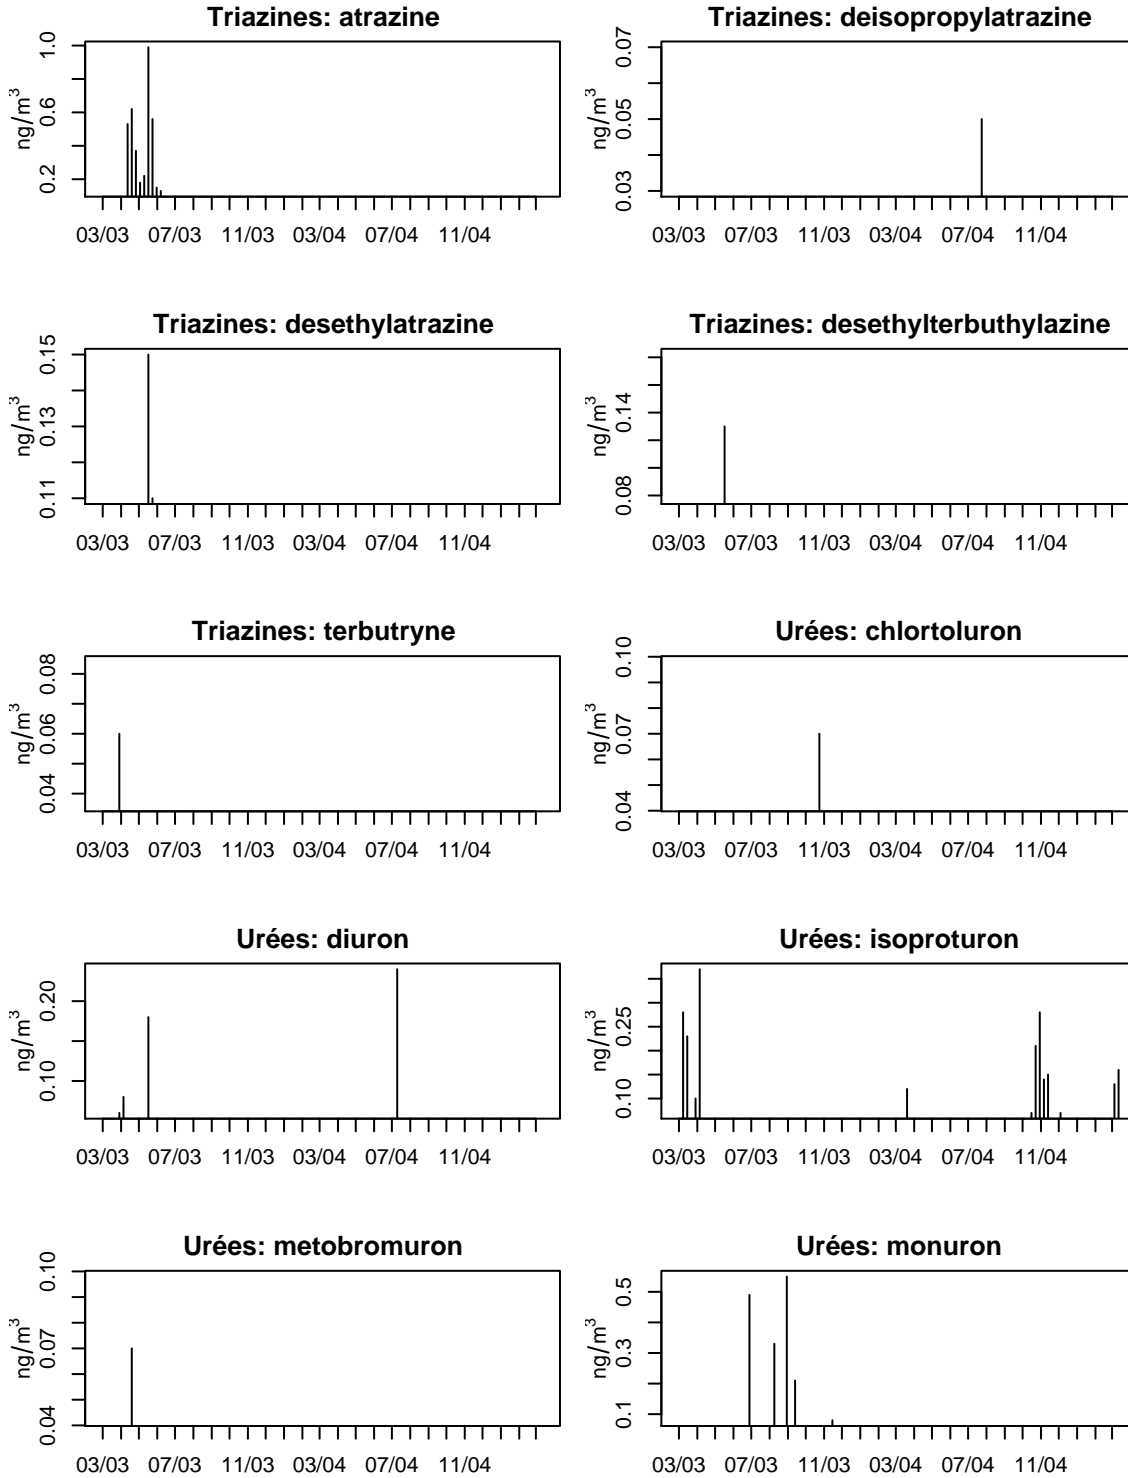 Triazines: atrazine
ng/m³
1.0
0.6
0.2
03/03 07/03 11/03 03/04 07/04 11/04
Triazines: deisopropylatrazine
ng/m³
0.07
0.05
0.03
03/03 07/03 11/03 03/04 07/04 11/04
Triazines: desethylatrazine
ng/m³
0.15
0.13
0.11
03/03 07/03 11/03 03/04 07/04 11/04
Triazines: desethylterbuthylazine
ng/m³
0.14
0.08
03/03 07/03 11/03 03/04 07/04 11/04
Triazines: terbutryne
ng/m³
0.08
0.06
0.04
03/03 07/03 11/03 03/04 07/04 11/04
Urées: chlortoluron
ng/m³
0.10
0.07
0.04
03/03 07/03 11/03 03/04 07/04 11/04
Urées: diuron
ng/m³
0.20
0.10
03/03 07/03 11/03 03/04 07/04 11/04
Urées: isoproturon
ng/m³
0.25
0.10
03/03 07/03 11/03 03/04 07/04 11/04
Urées: metobromuron
ng/m³
0.10
0.07
0.04
03/03 07/03 11/03 03/04 07/04 11/04
Urées: monuron
ng/m³
0.5
0.3
0.1
03/03 07/03 11/03 03/04 07/04 11/04